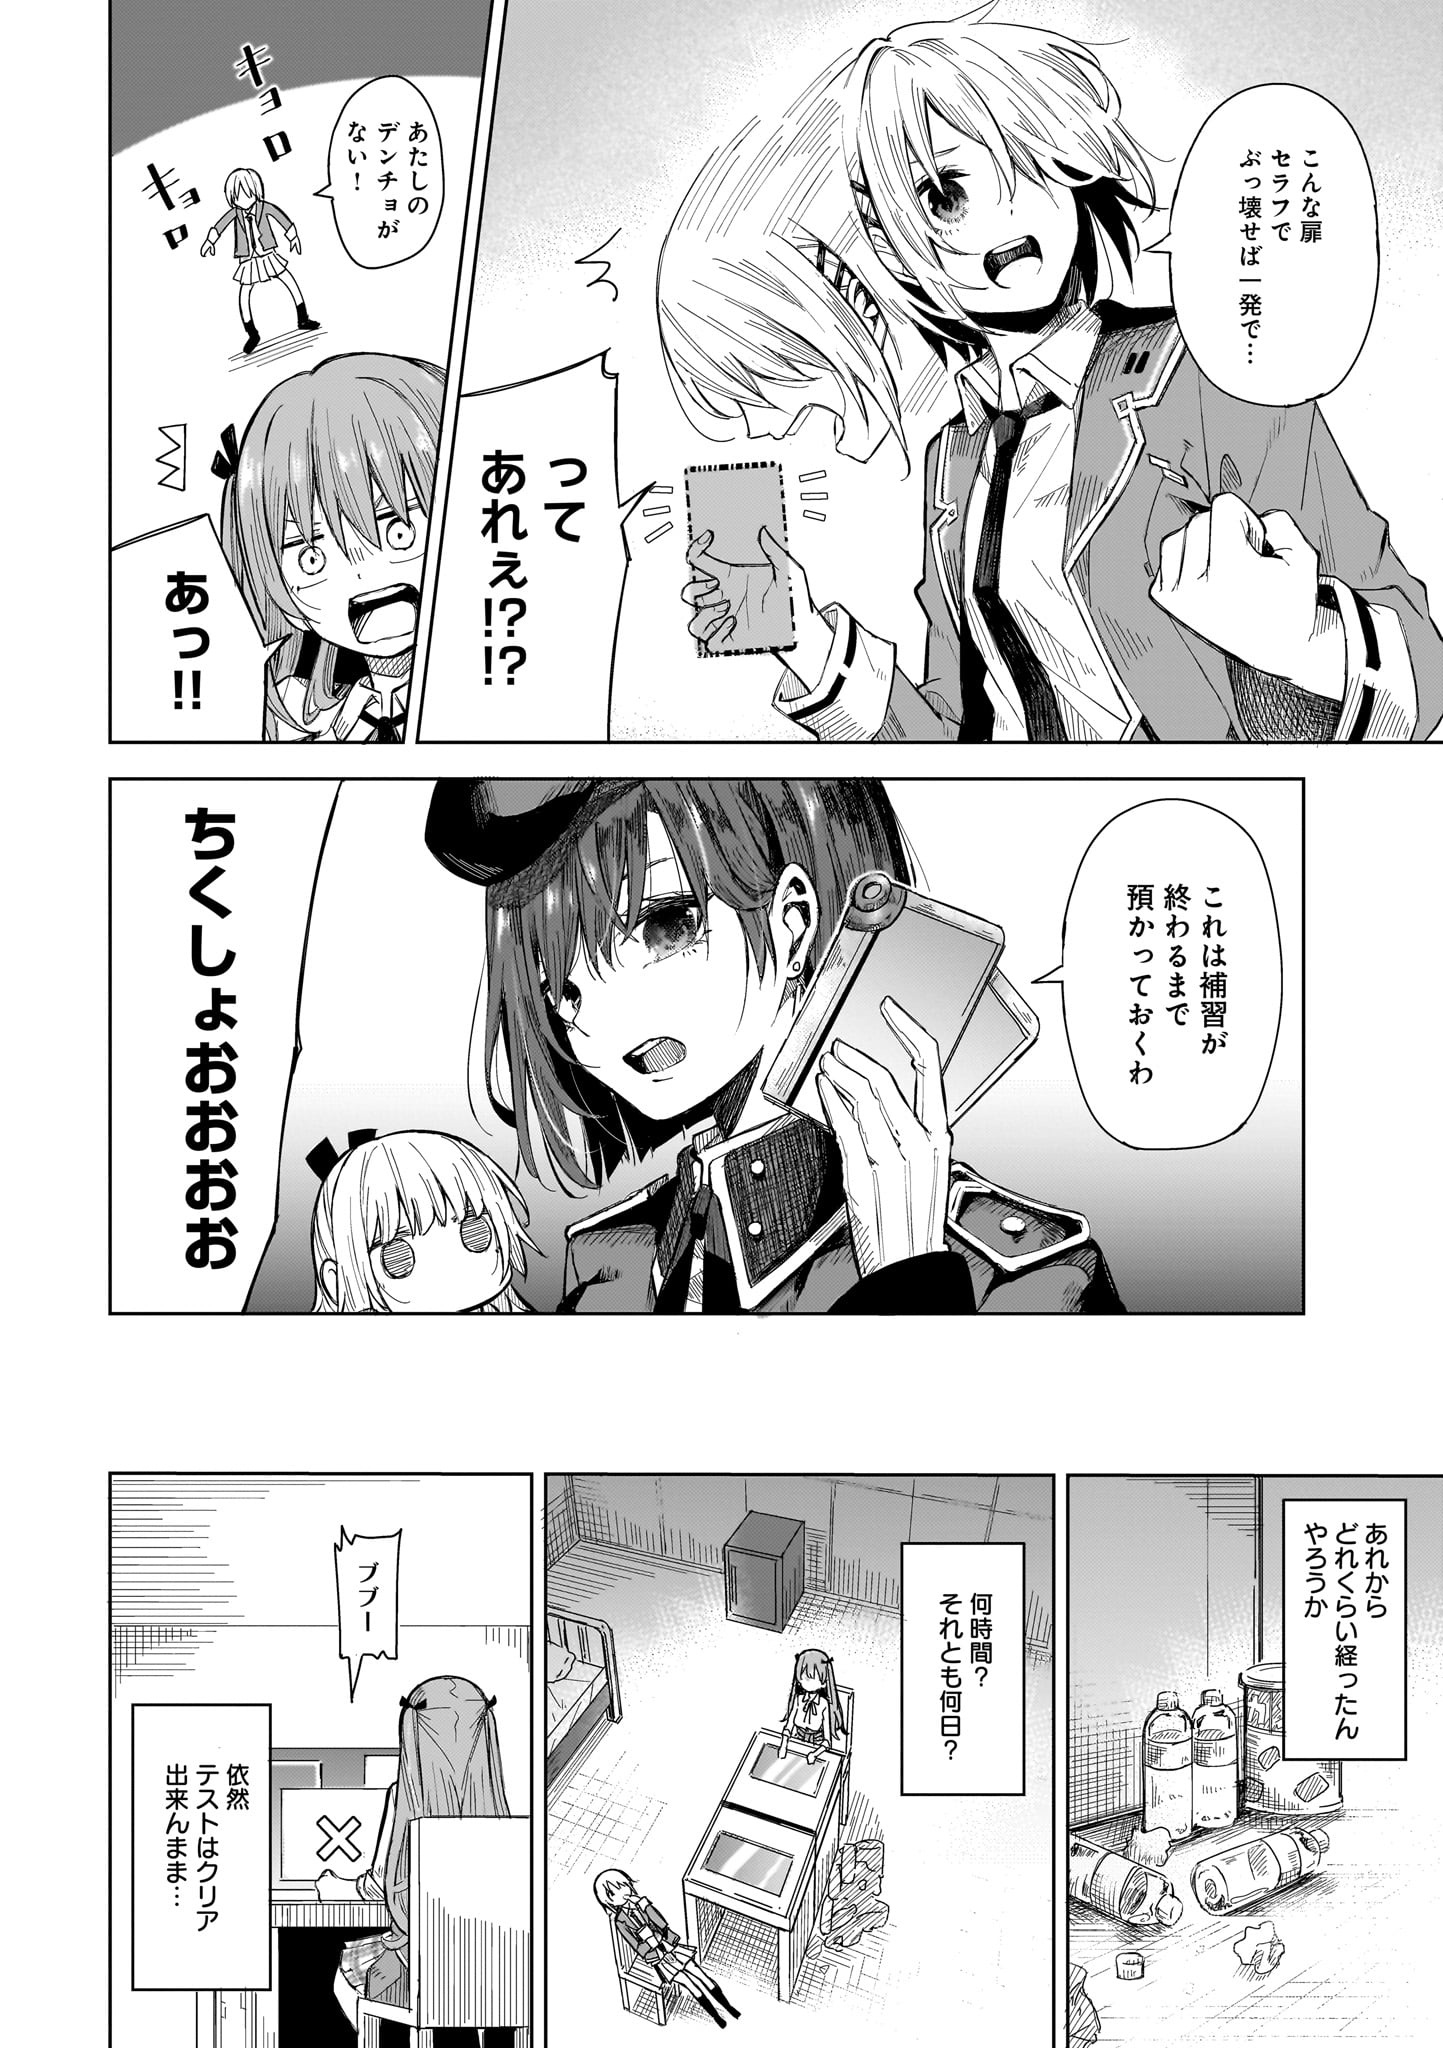 こんな扉
セラフで
ぶっ壊せば一発で…
って
あれぇ!?!?
あたしの
デンチョが
ない!
キョロ
キョロ
あっ!!
これは補習が
終わるまで
預かっておくわ
ちくしょおおおおお
あれから
どれくらい経ったん
やろうか
何時間?
それとも何日?
ブブー
依然
テストはクリア
出来んまま…